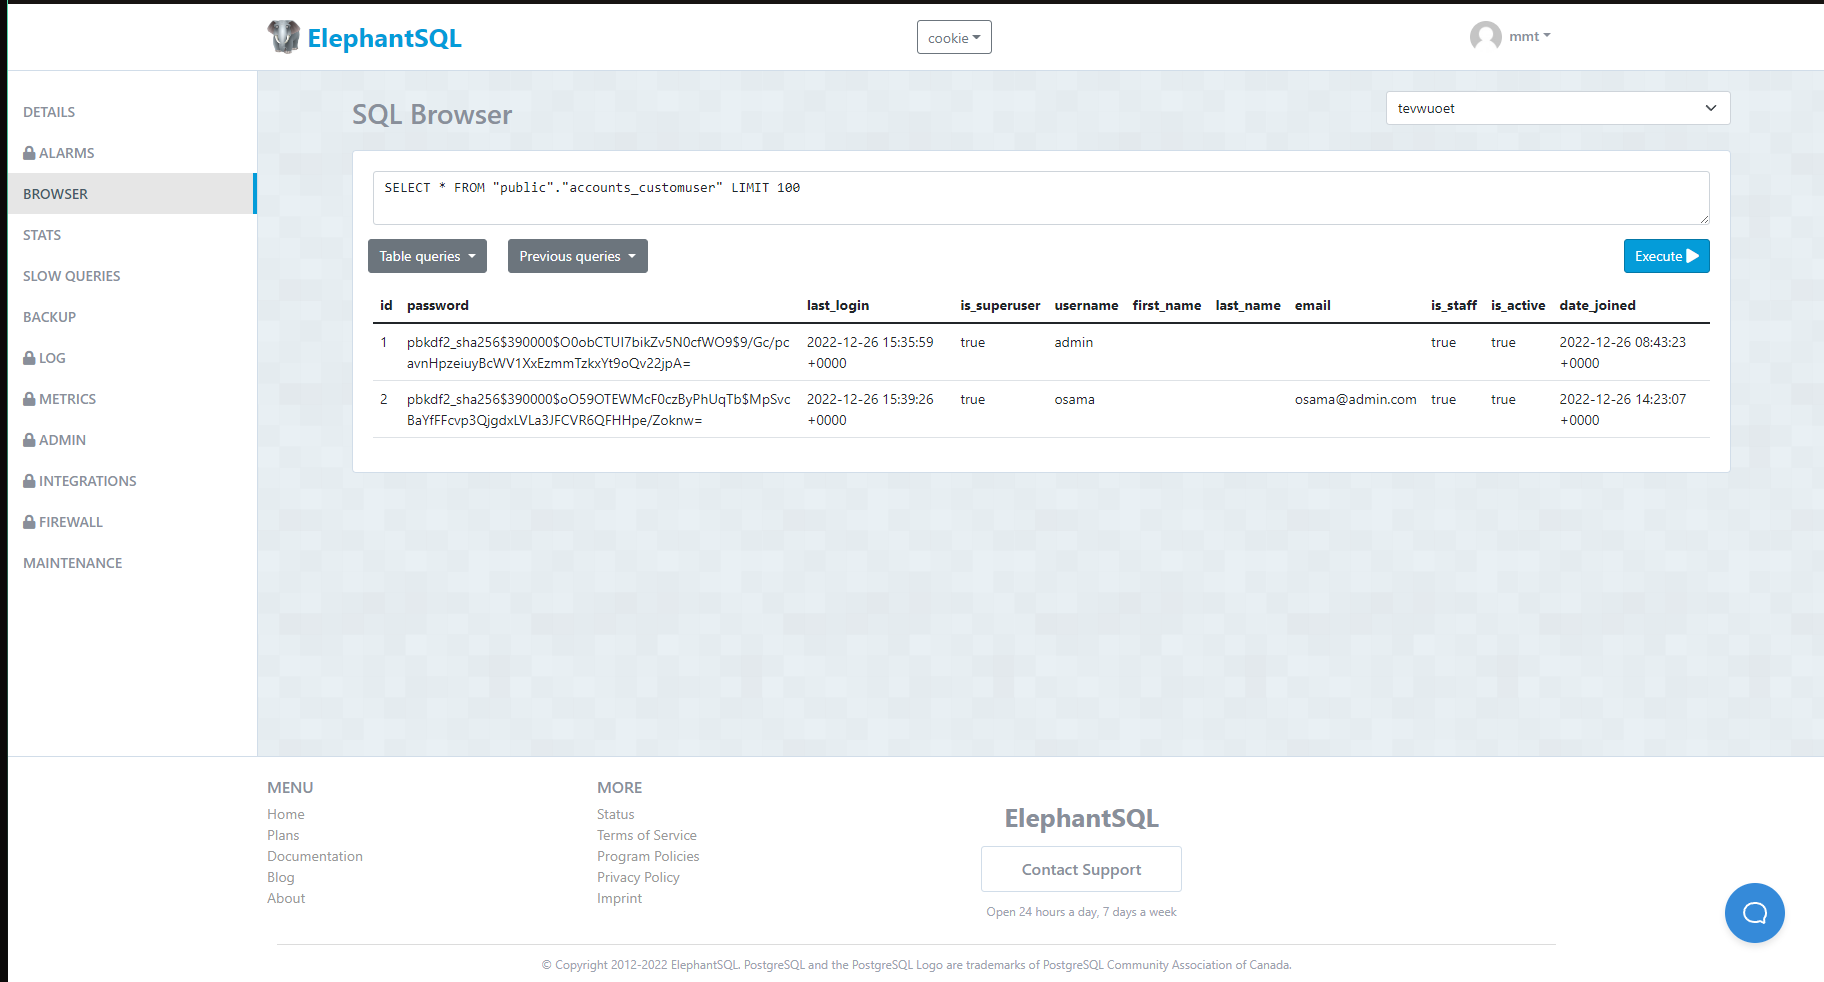 ElephantSQL
cookie
mmt
DETAILS
ALARMS
BROWSER
STATS
SLOW QUERIES
BACKUP
LOG
METRICS
ADMIN
INTEGRATIONS
FIREWALL
MAINTENANCE
SQL Browser
tevwuoet
SELECT * FROM "public"."accounts_customuser" LIMIT 100
Table queries
Previous queries
Execute
id password last_login is_superuser username first_name last_name email is_staff is_active date_joined
1 pbkdf2_sha256$390000$O0obCTUI7bikZv5N0cfWO9$9/Gc/pc 2022-12-26 15:35:59 true admin true true 2022-12-26 08:43:23
avnHpzeiuyBcWV1XxEzmmTzkxYt9oQv22jpA= +0000 +0000
2 pbkdf2_sha256$390000$oO59OTEWMcF0czByPhUqTb$MpSvc 2022-12-26 15:39:26 true osama osama@admin.com true true 2022-12-26 14:23:07
BaYfFFcvp3QjgdxLVLa3JFCVR6QFHHpe/Zoknw= +0000 +0000
MENU
Home
Plans
Documentation
Blog
About
MORE
Status
Terms of Service
Program Policies
Privacy Policy
Imprint
ElephantSQL
Contact Support
Open 24 hours a day, 7 days a week
© Copyright 2012-2022 ElephantSQL. PostgreSQL and the PostgreSQL Logo are trademarks of PostgreSQL Community Association of Canada.